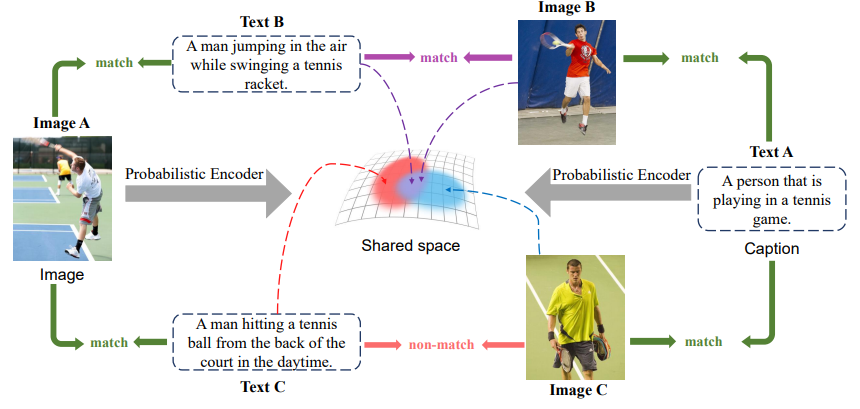 Text B
Image B
A man jumping in the air
while swinging a tennis
racket.
match
match
match
Image A
Text A
Probabilistic Encoder
Probabilistic Encoder
A person that is
playing in a tennis
game.
Shared space
Caption
Image
A man hitting a tennis
ball from the back of the
court in the daytime.
match
non-match
match
Text C
Image C